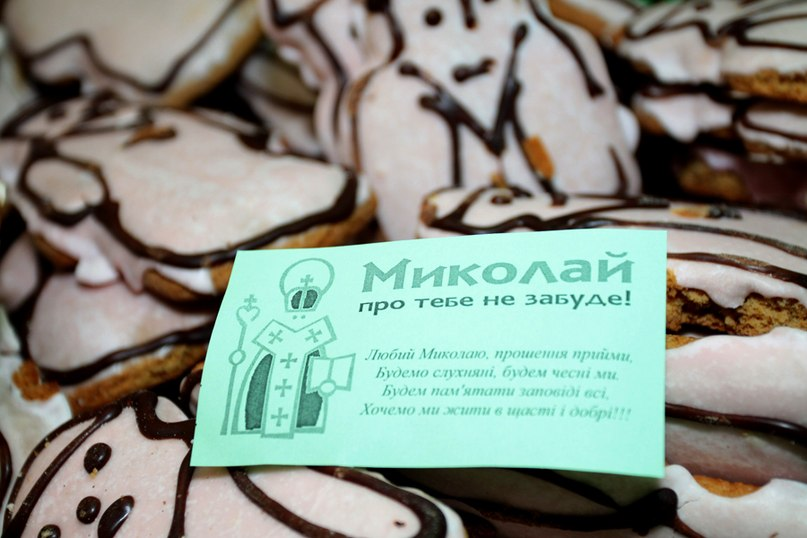 Миколай
про тебе не забуде!
Любий Миколаю, прошення прийми,
Будемо слухняні, будем чесні ми.
Будем пам'ятати заповіді всі,
Хочемо ми жити в щасті і добрі!!!